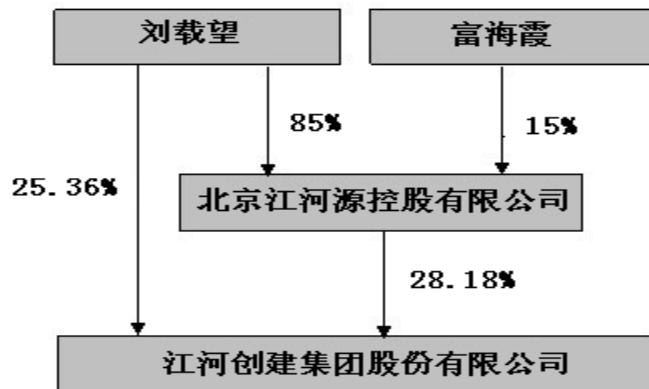 刘载望
富海霞
85%
15%
25.36%
北京江河源控股有限公司
28.18%
江河创建集团股份有限公司